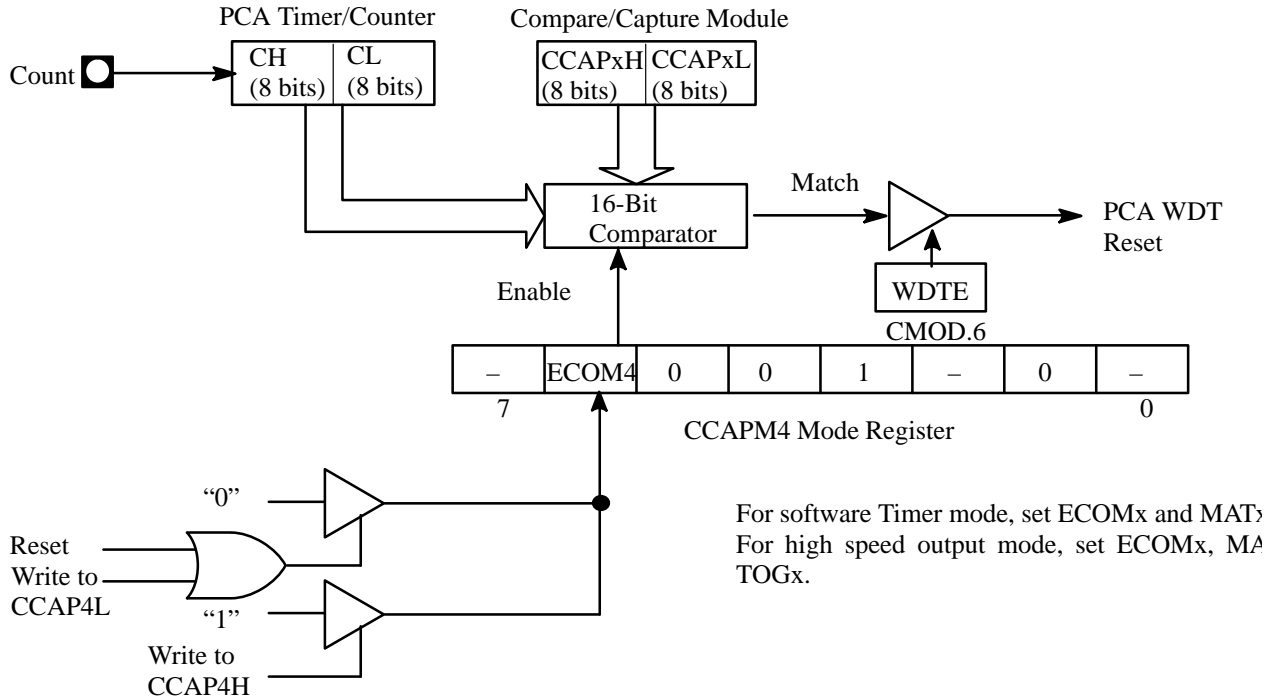 PCA Timer/Counter
Compare/Capture Module
Count
CH
(8 bits)
CL
(8 bits)
CCAPxH
(8 bits)
CCAPxL
(8 bits)
16-Bit
Comparator
Match
PCA WDT
Reset
Enable
WDTE
CMOD.6
– ECOM4 0 0 1 – 0 –
7 0
CCAPM4 Mode Register
“0”
Reset
Write to
CCAP4L
“1”
Write to
CCAP4H
For software Timer mode, set ECOMx and MATx
For high speed output mode, set ECOMx, MA
TOGx.